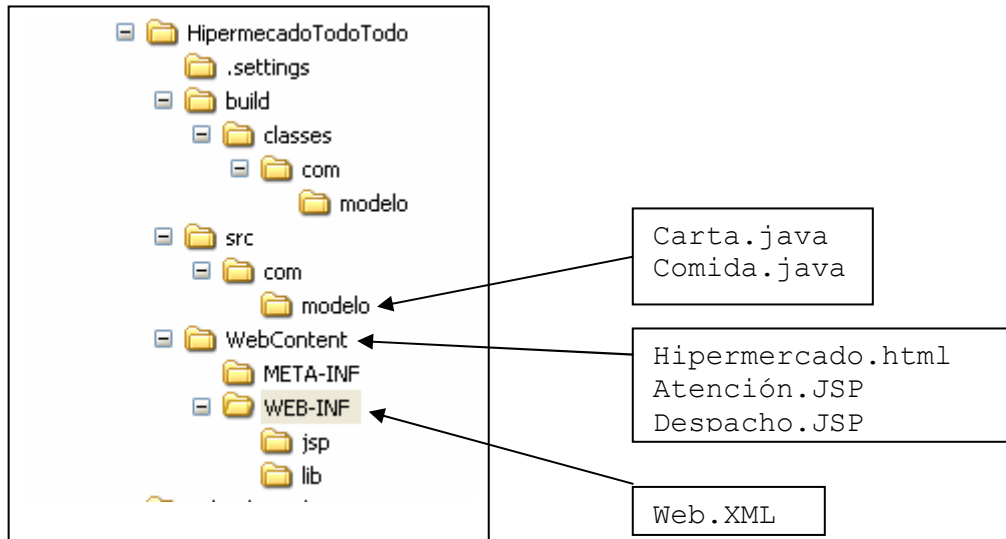 HipermecadoTodoTodo
.settings
build
classes
com
modelo
src
com
modelo
WebContent
META-INF
WEB-INF
jsp
lib
Carta.java
Comida.java
Hipermercado.html
Atención.JSP
Despacho.JSP
Web.XML